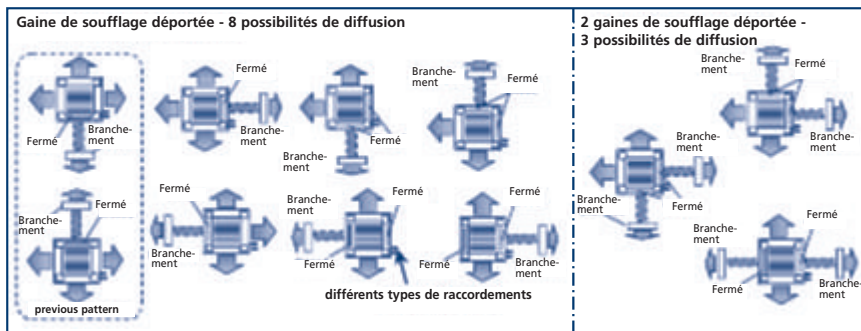 Gaine de soufflage déportée - 8 possibilités de diffusion
Fermé
Branche-
ment
Fermé
Fermé
Branche-
ment
Fermé
Branche-
ment
Branche-
ment
Fermé
Branche-
ment
Fermé
previous pattern
Fermé
Branche-
ment
Branche-
ment
Fermé
Fermé
Fermé
Fermé
Branche-
ment
différents types de raccordements
2 gaines de soufflage déportée -
3 possibilités de diffusion
Branche-
ment
Fermé
Branche-
ment
Branche-
ment
Branche-
ment
Fermé
Branche-
ment
Fermé
Fermé
Branche-
ment